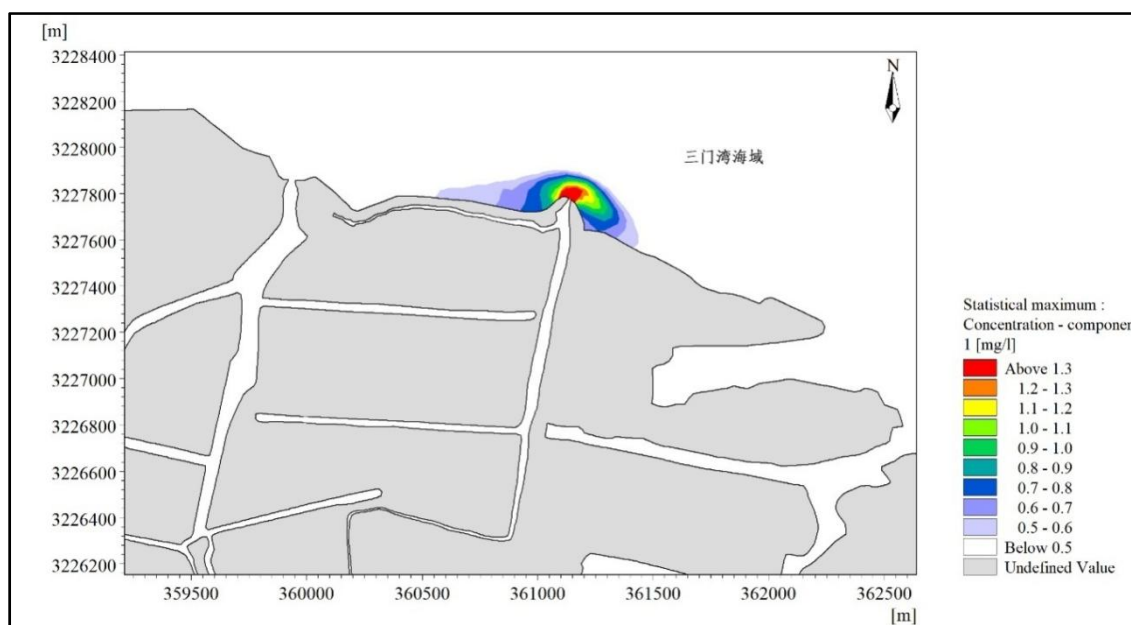 [m]
3228400
3228200
3228000
3227800
3227600
3227400
3227200
3227000
3226800
3226600
3226400
3226200
N
三门湾海域
359500 360000 360500 361000 361500 362000 362500
[m]
Statistical maximum :
Concentration - componen
1 [mg/l]
Above 1.3
1.2 - 1.3
1.1 - 1.2
1.0 - 1.1
0.9 - 1.0
0.8 - 0.9
0.7 - 0.8
0.6 - 0.7
0.5 - 0.6
Below 0.5
Undefined Value